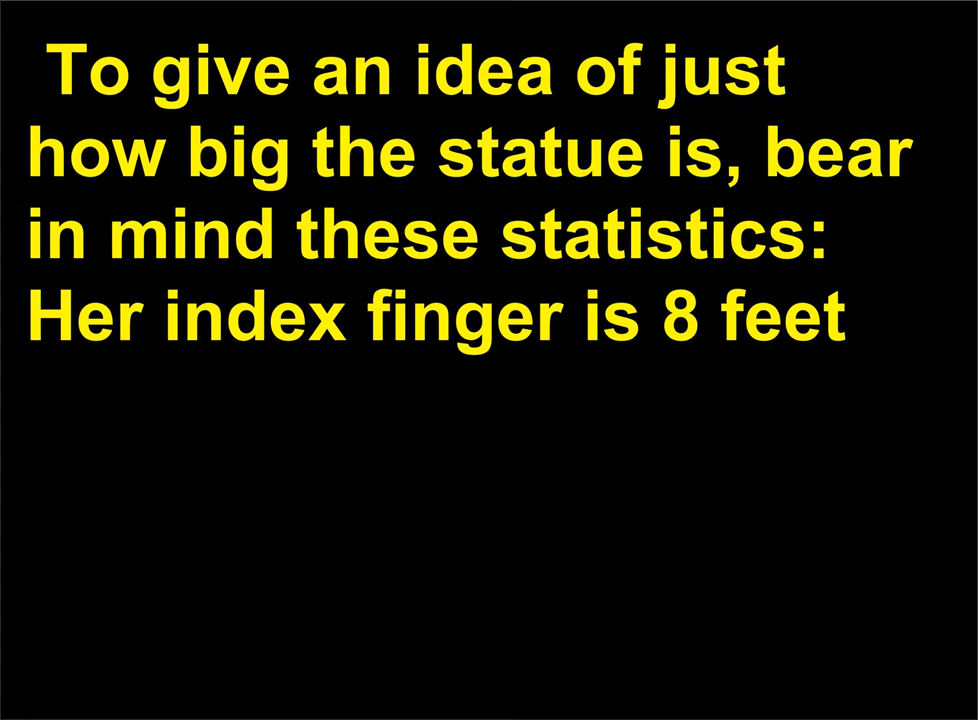 To give an idea of just
how big the statue is, bear
in mind these statistics:
Her index finger is 8 feet